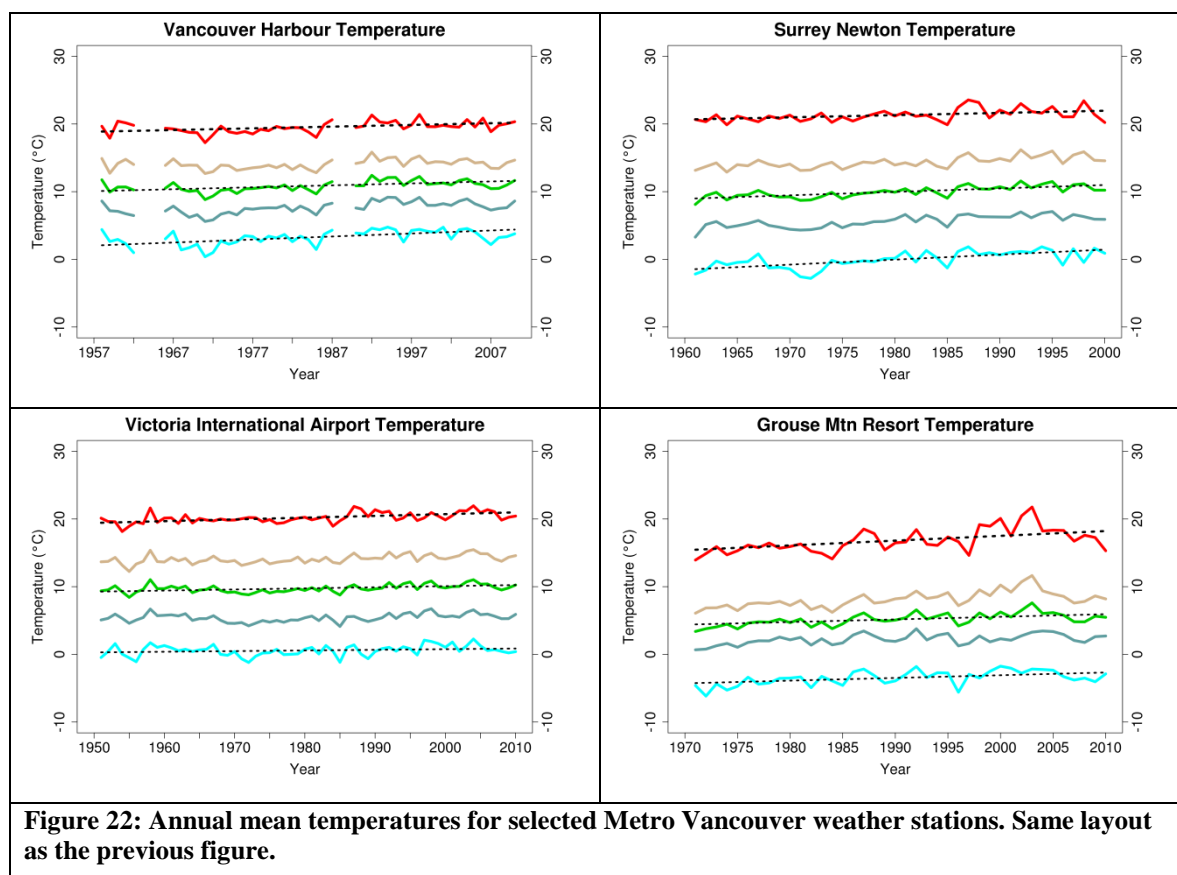 Vancouver Harbour Temperature
30
20
10
0
-10
Temperature (°C)
30
20
10
0
-10
1957 1967 1977 1987 1997 2007
Year
Surrey Newton Temperature
30
20
10
0
-10
Temperature (°C)
30
20
10
0
-10
1960 1965 1970 1975 1980 1985 1990 1995 2000
Year
Victoria International Airport Temperature
30
20
10
0
-10
Temperature (°C)
30
20
10
0
-10
1950 1960 1970 1980 1990 2000 2010
Year
Grouse Mtn Resort Temperature
30
20
10
0
-10
Temperature (°C)
30
20
10
0
-10
1970 1975 1980 1985 1990 1995 2000 2005 2010
Year
Figure 22: Annual mean temperatures for selected Metro Vancouver weather stations. Same layout
as the previous figure.